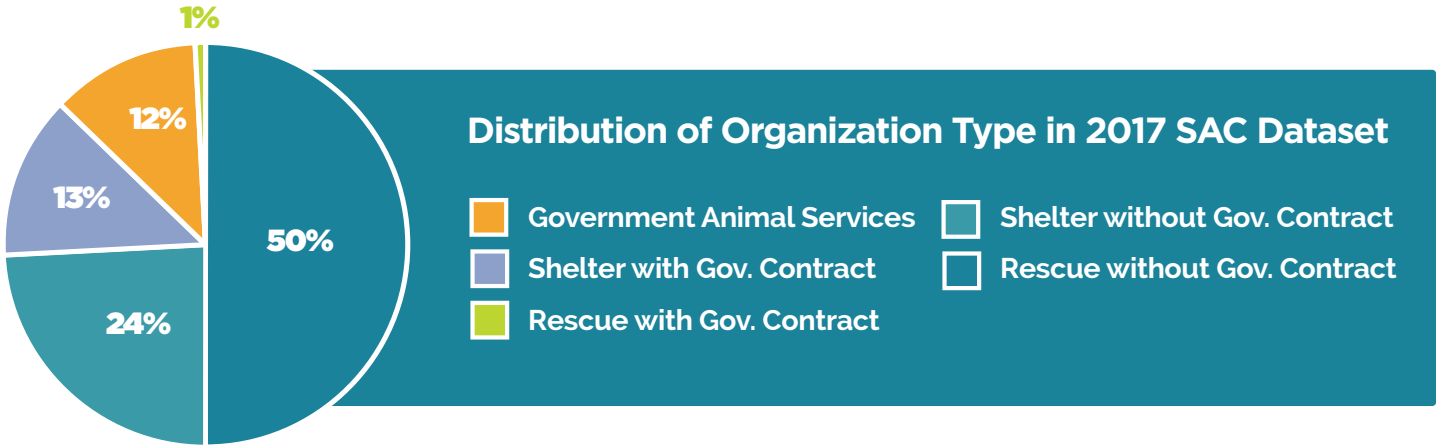 1%
12%
13%
50%
24%
Distribution of Organization Type in 2017 SAC Dataset
Government Animal Services
Shelter with Gov. Contract
Rescue with Gov. Contract
Shelter without Gov. Contract
Rescue without Gov. Contract